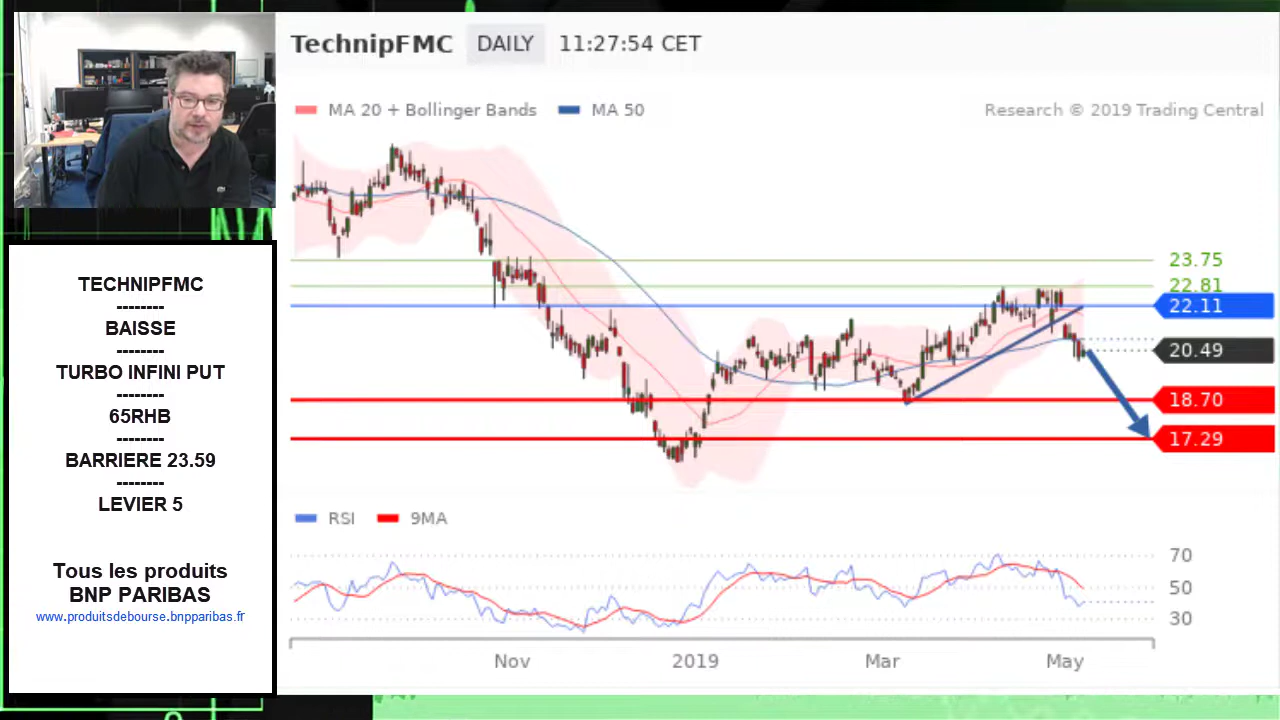 TechnipFMC DAILY 11:27:54 CET
MA 20 + Bollinger Bands MA 50 Research © 2019 Trading Central
23.75
22.81
22.11
20.49
18.70
17.29
RSI 9MA
70
50
30
Nov 2019 Mar May
TECHNIPFMC
--------
BAISSE
--------
TURBO INFINI PUT
--------
65RHB
--------
BARRIERE 23.59
--------
LEVIER 5
Tous les produits
BNP PARIBAS
www.produitsdebourse.bnpparibas.fr